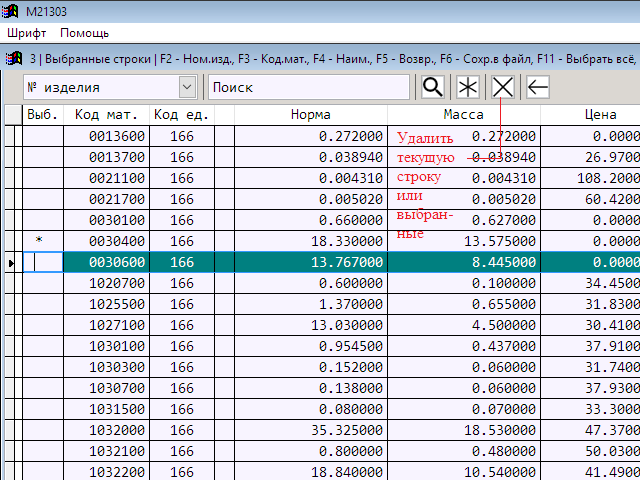 M21303
Шрифт Помощь
3 | Выбранные строки | F2 - Ном.изд., F3 - Код.мат., F4 - Наим., F5 - Возвр., F6 - Сохр.в файл, F11 - Выбрать всё,
№ изделия Поиск
Выб. Код мат. Код ед. Норма Масса Цена
0013600 166 0.272000 0.272000 0.0000
0013700 166 0.038940 0.038940 26.9700
0021100 166 0.004310 0.004310 108.2000
0021700 166 0.005020 0.005020 60.4200
0030100 166 0.660000 0.627000 0.0000
* 0030400 166 18.330000 13.575000 0.0000
0030600 166 13.767000 8.445000 0.0000
1020700 166 0.600000 0.100000 34.4500
1025500 166 1.370000 0.655000 31.8300
1027100 166 13.030000 4.500000 30.4100
1030100 166 0.954500 0.437000 37.9100
1030300 166 0.152000 0.060000 31.7400
1030700 166 0.138000 0.060000 37.9300
1031500 166 0.080000 0.070000 33.3000
1032000 166 35.325000 18.530000 47.3700
1032100 166 0.800000 0.480000 50.0300
1032200 166 18.840000 10.540000 41.4900
Удалить
текущую
строку
или
выбран-
ные